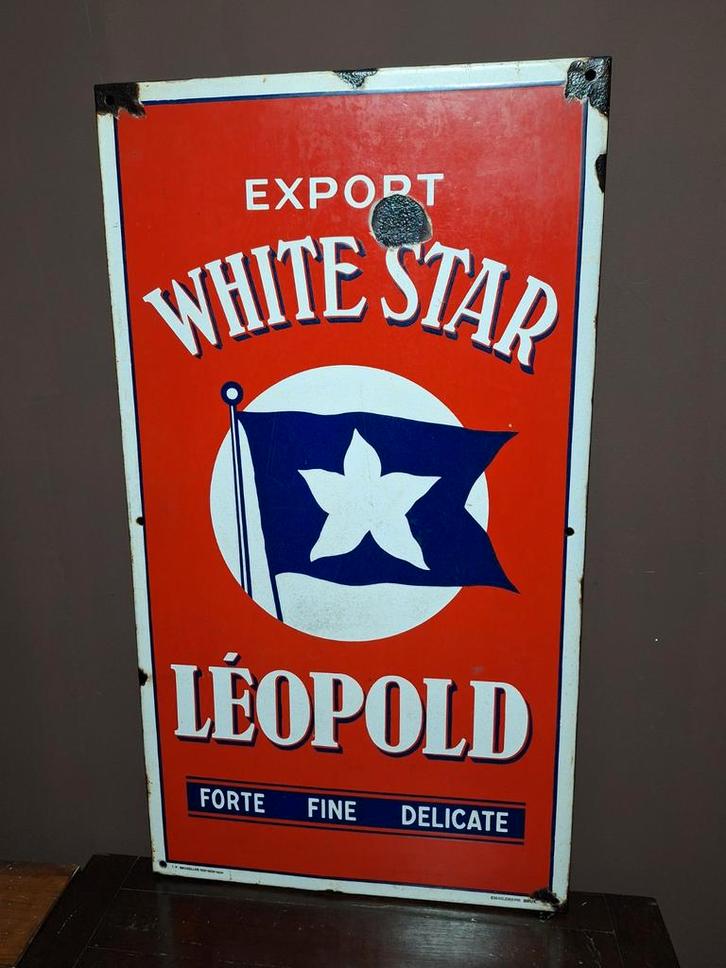 EXPORT
WHITE STAR
LÉOPOLD
FORTE FINE DELICATE